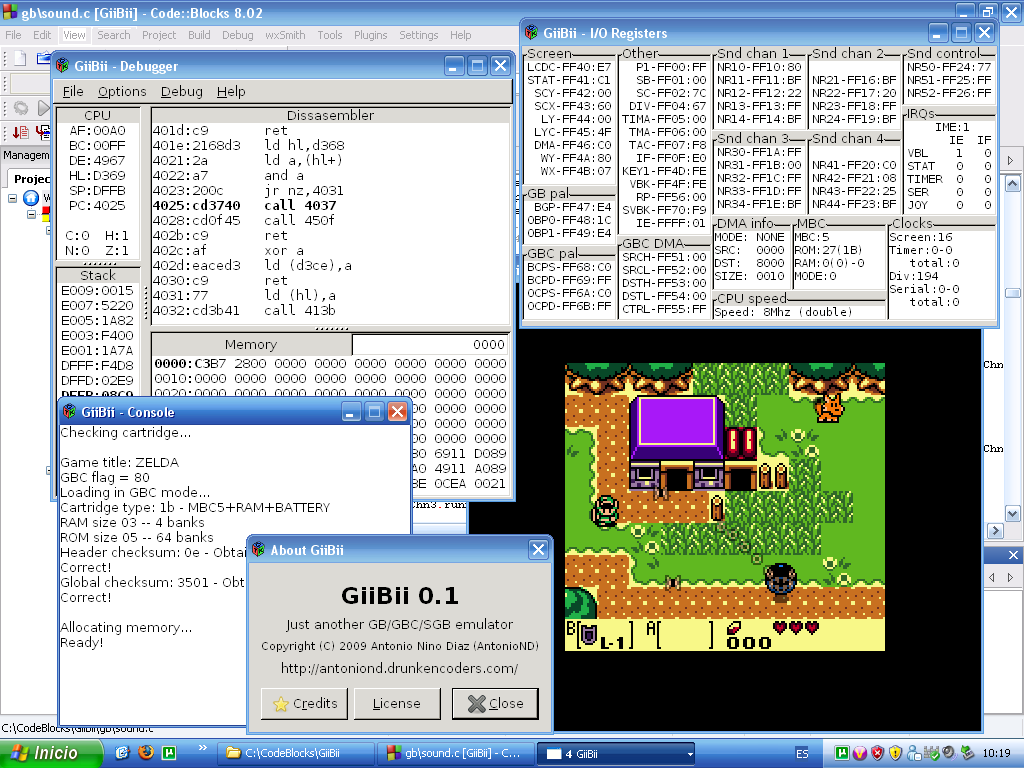 gb\sound.c [GiiBii] - Code::Blocks 8.02
File Edit View Search Project Build Debug wxSmith Tools Plugins Settings Help
Managem
Projec
GiiBii - Debugger
File Options Debug Help
CPU
AF:00A0
BC:00FF
DE:4967
HL:D369
SP:DFFB
PC:4025
C:0 H:1
N:0 Z:1
Stack
E009:0015
E007:5220
E005:1A82
E003:F400
E001:1A7A
DFFF:F4D8
DFFD:02E9
Dissasembler
401d:c9 ret
401e:2168d3 ld hl,d368
4021:2a ld a,(hl+)
4022:a7 and a
4023:200c jr nz,4031
4025:cd3740 call 4037
4028:cd0f45 call 450f
402b:c9 ret
402c:af xor a
402d:eaced3 ld (d3ce),a
4030:c9 ret
4031:77 ld (hl),a
4032:cd3b41 call 413b
Memory 0000
0000:C3B7 2800 0000 0000 0000 0000 0000 0000
0010:0000 0000 0000 0000 0000 0000 0000 0000
GiiBii - I/O Registers
Screen
LCDC-FF40:E7
STAT-FF41:C1
SCY-FF42:00
SCX-FF43:60
LY-FF44:00
LYC-FF45:4F
DMA-FF46:C0
WY-FF4A:80
WX-FF4B:07
GB pal
BGP-FF47:E4
OBP0-FF48:1C
OBP1-FF49:E4
GBC pal
BCPS-FF68:C0
BCPD-FF69:FF
OCPS-FF6A:C0
OCPD-FF6B:FF
Other
P1-FF00:FF
SB-FF01:00
SC-FF02:7C
DIV-FF04:67
TIMA-FF05:00
TMA-FF06:00
TAC-FF07:F8
IF-FF0F:E0
KEY1-FF4D:FE
VBK-FF4F:FE
RP-FF56:00
SVBK-FF70:F9
IE-FFFF:01
GBC DMA
SRCH-FF51:00
SRCL-FF52:00
DSTH-FF53:00
DSTL-FF54:00
CTRL-FF55:FF
Snd chan 1
NR10-FF10:80
NR11-FF11:BF
NR12-FF12:22
NR13-FF13:FF
NR14-FF14:BF
Snd chan 2
NR21-FF16:BF
NR22-FF17:20
NR23-FF18:FF
NR24-FF19:BF
Snd chan 3
NR30-FF1A:FF
NR31-FF1B:00
NR32-FF1C:FF
NR33-FF1D:FF
NR34-FF1E:BF
Snd chan 4
NR41-FF20:C0
NR42-FF21:08
NR43-FF22:25
NR44-FF23:BF
Snd control
NR50-FF24:77
NR51-FF25:FF
NR52-FF26:FF
IRQs
IME:1
IE IF
VBL 1 0
STAT 0 0
TIMER 0 0
SER 0 0
JOY 0 0
DMA info
MODE: NONE
SRC: 0000
DST: 8000
SIZE: 0010
MBC
MBC:5
ROM:27(1B)
RAM:0(0)-0
MODE:0
CPU speed
Speed: 8Mhz (double)
Clocks
Screen:16
Timer:0-0
total:0
Div:194
Serial:0-0
total:0
GiiBii - Console
Checking cartridge...
Game title: ZELDA
GBC flag = 80
Loading in GBC mode...
Cartridge type: 1b - MBC5+RAM+BATTERY
RAM size 03 -- 4 banks
ROM size 05 -- 64 banks
Header checksum: 0e - Obtai
Correct!
Global checksum: 3501 - Obt
Correct!
Allocating memory...
Ready!
80 6911 D089
A0 4911 A089
BE 0CEA 0021
About GiiBii
GiiBii 0.1
Just another GB/GBC/SGB emulator
Copyright (C) 2009 Antonio Nino Diaz (AntonioND)
http://antoniond.drunkencoders.com/
Credits License Close
B[ L-1] A[ ] 000
C:\CodeBlocks\GiiBii\gb\sound.c
Inicio » C:\CodeBlocks\GiiBii gb\sound.c [GiiBii] - C... 4 GiiBii ES 10:19